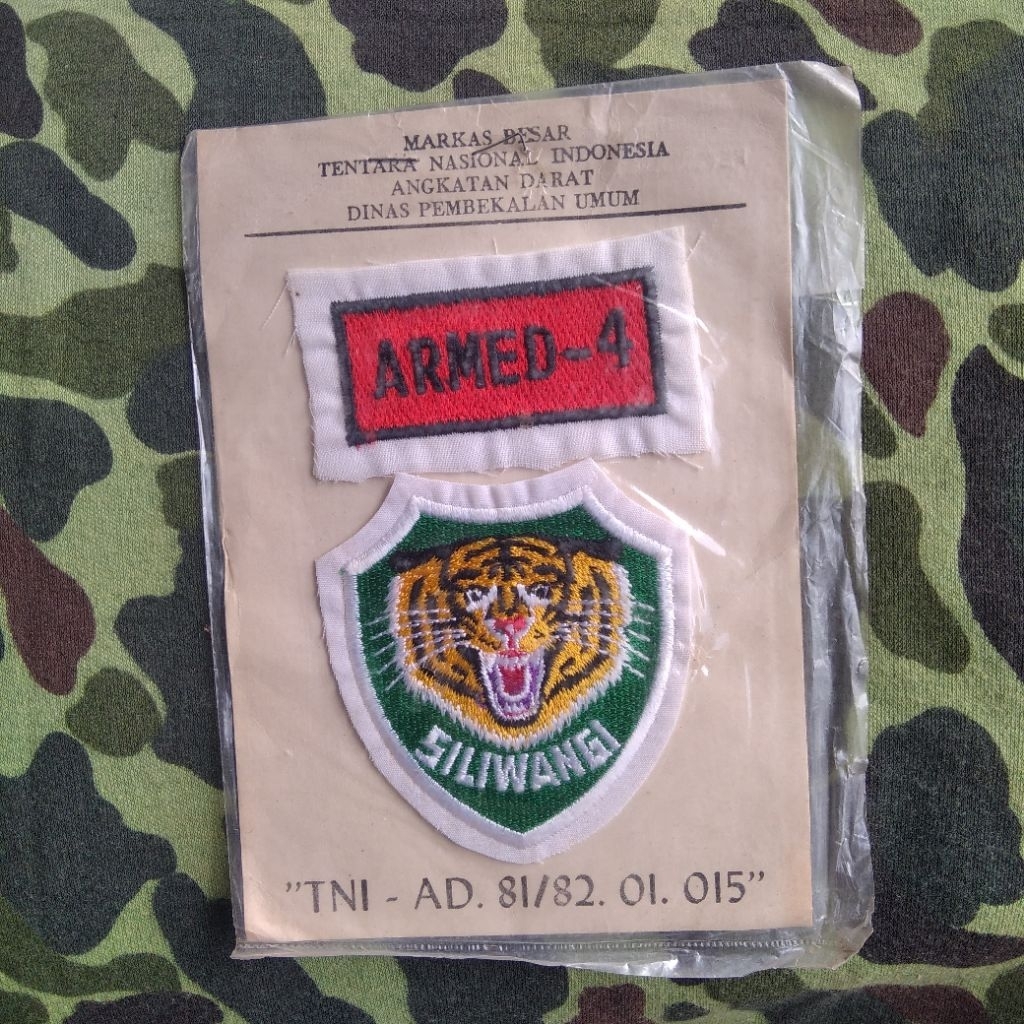 MARKAS BESAR
TENTARA NASIONAL INDONESIA
ANGKATAN DARAT
DINAS PEMBEKALAN UMUM
ARMED-4
SILIWANGI
"TNI - AD. 81/82. 01. 015"